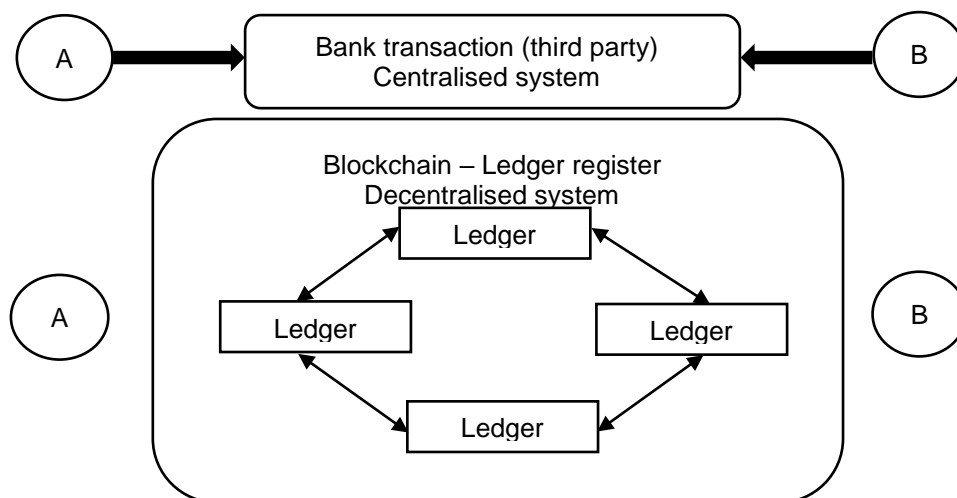 A
Bank transaction (third party)
Centralised system
B
Blockchain – Ledger register
Decentralised system
Ledger
A
Ledger
Ledger
B
Ledger